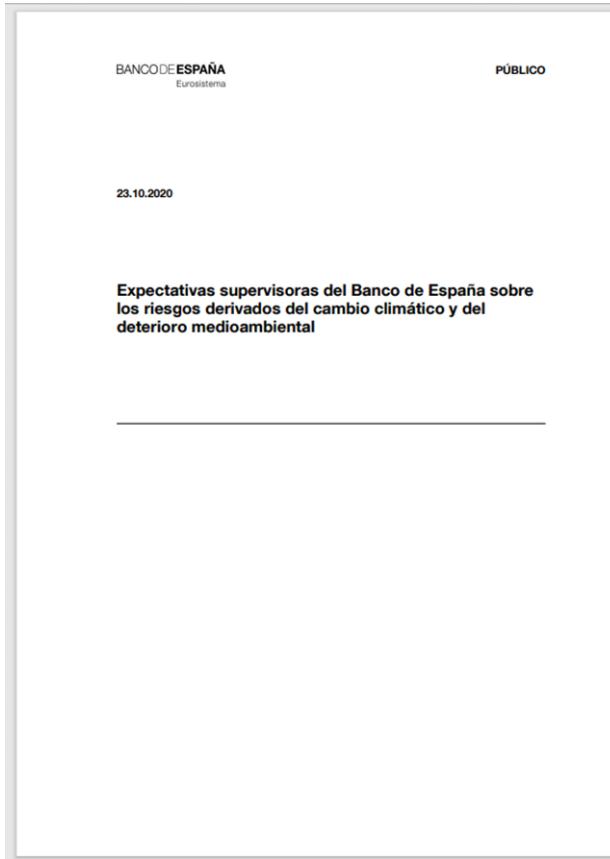 BANCODEESPAÑA
Eurosistema
PÚBLICO
23.10.2020
Expectativas supervisoras del Banco de España sobre
los riesgos derivados del cambio climático y del
deterioro medioambiental